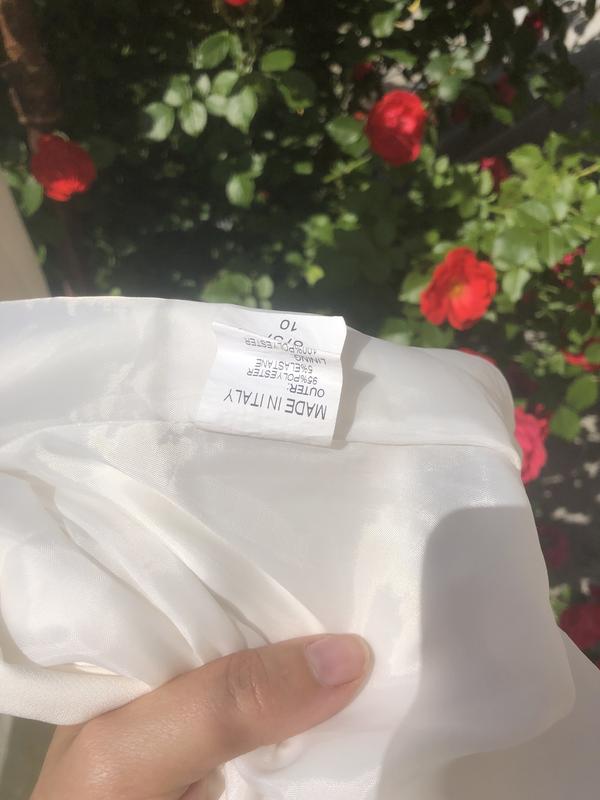 MADE IN ITALY
OUTER:
95%POLYESTER
5%ELASTANE
LINING
100%POLYESTER
10